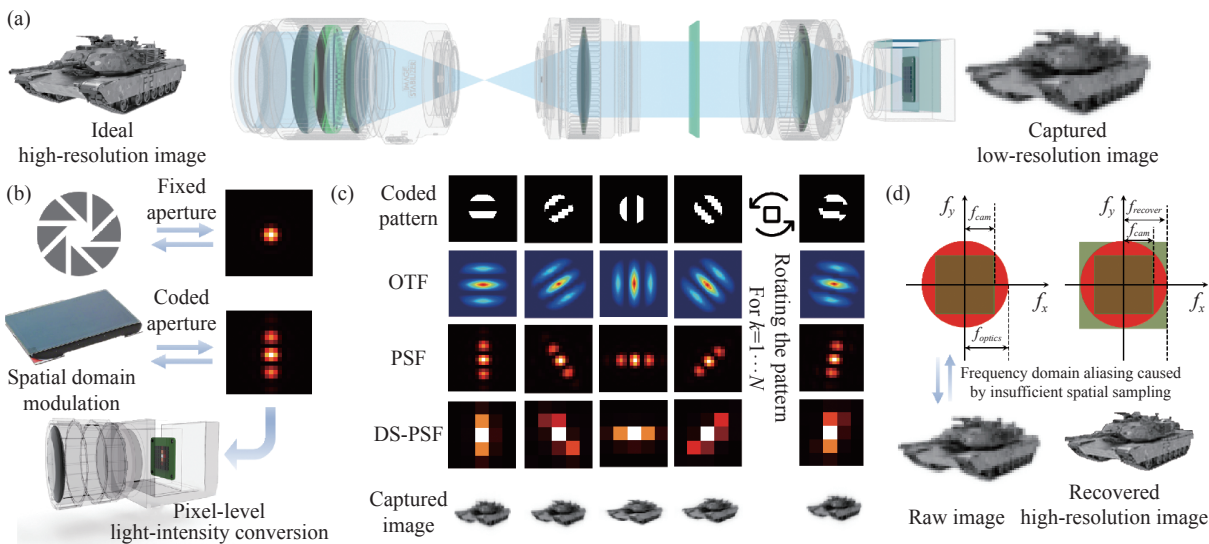 (a)
Ideal
high-resolution image
Captured
low-resolution image
(b)
Fixed
aperture
Coded
aperture
Spatial domain
modulation
Pixel-level
light-intensity conversion
(c)
Coded
pattern
OTF
PSF
DS-PSF
Captured
image
Rotating the pattern
For k=1···N
(d)
f_y
f_cam
f_x
f_optics
f_y
f_recover
f_cam
f_x
Frequency domain aliasing caused
by insufficient spatial sampling
Raw image
Recovered
high-resolution image